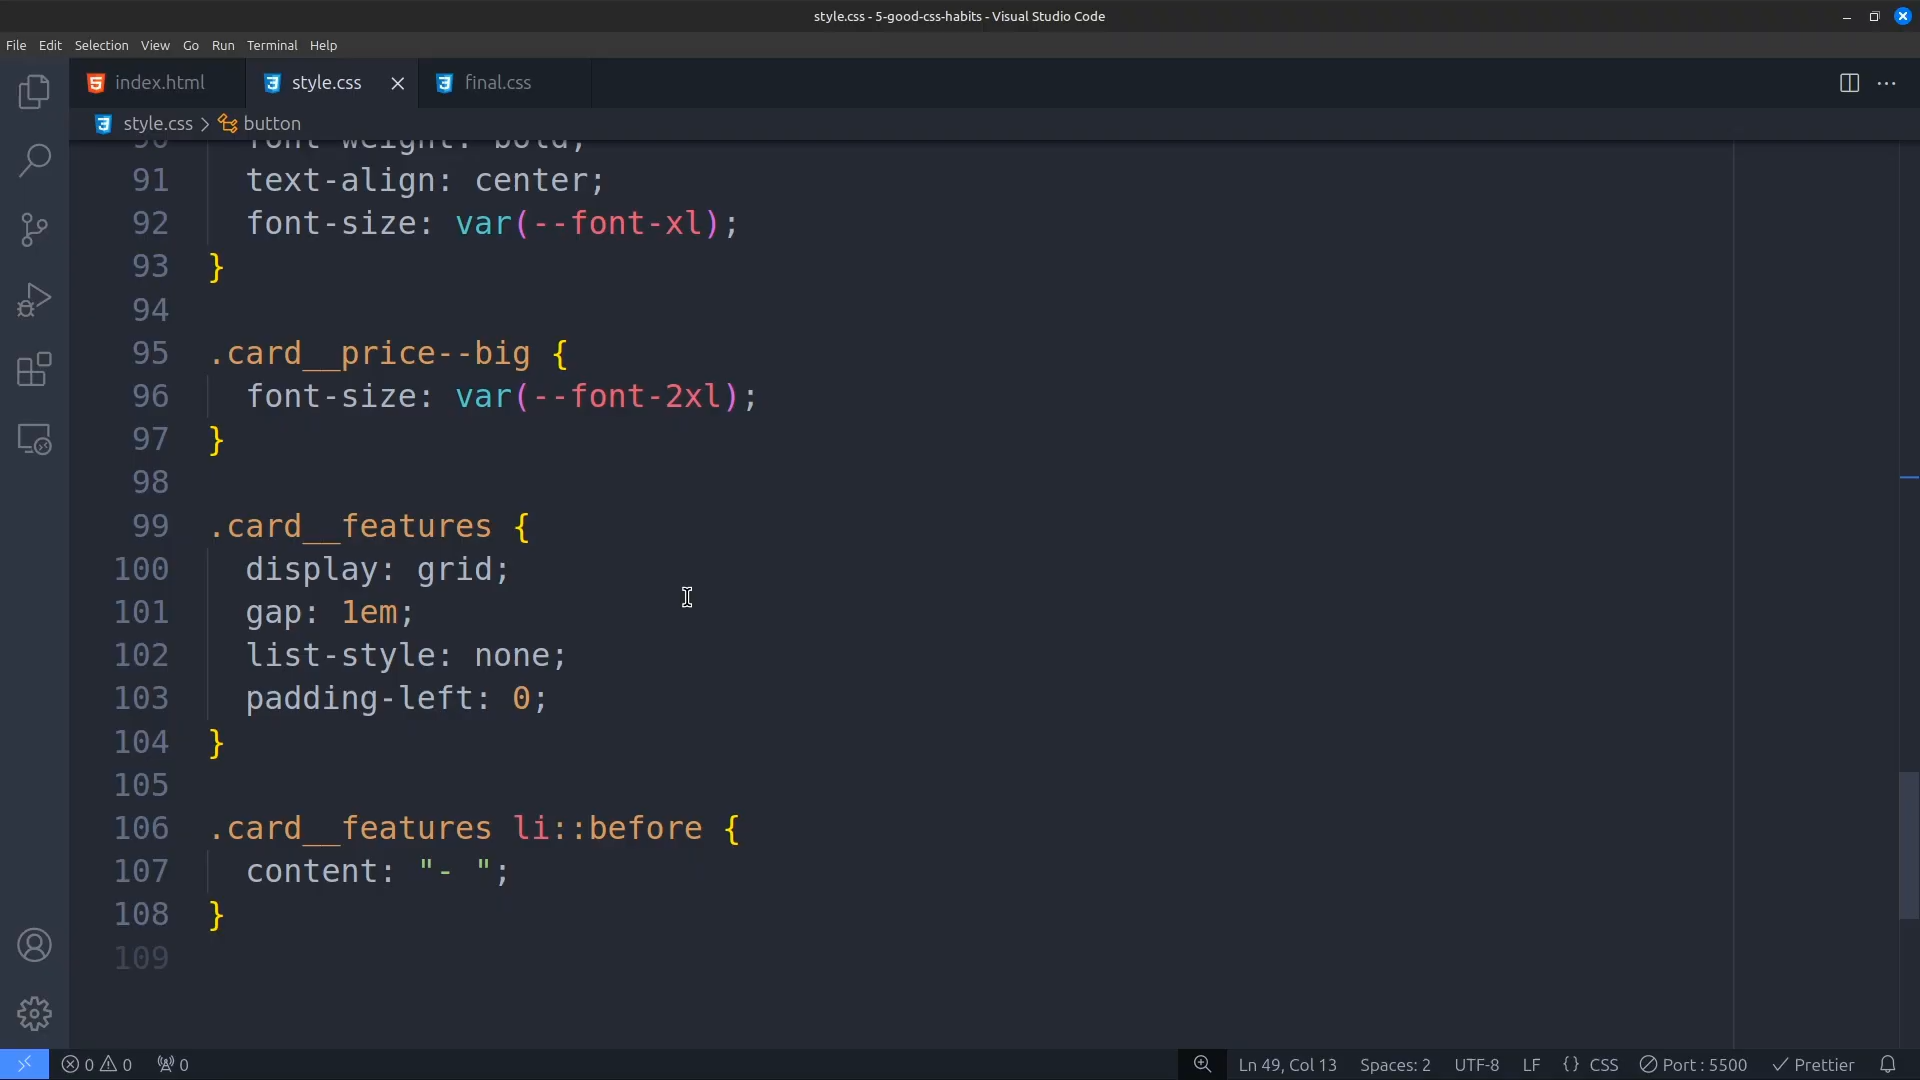 style.css - 5-good-css-habits - Visual Studio Code
File Edit Selection View Go Run Terminal Help
index.html style.css final.css
style.css > button
90 font-weight: bold;
91 text-align: center;
92 font-size: var(--font-xl);
93 }
94
95 .card__price--big {
96 font-size: var(--font-2xl);
97 }
98
99 .card__features {
100 display: grid;
101 gap: 1em;
102 list-style: none;
103 padding-left: 0;
104 }
105
106 .card__features li::before {
107 content: "- ";
108 }
109
0 0 0 Ln 49, Col 13 Spaces: 2 UTF-8 LF {} CSS Port : 5500 Prettier